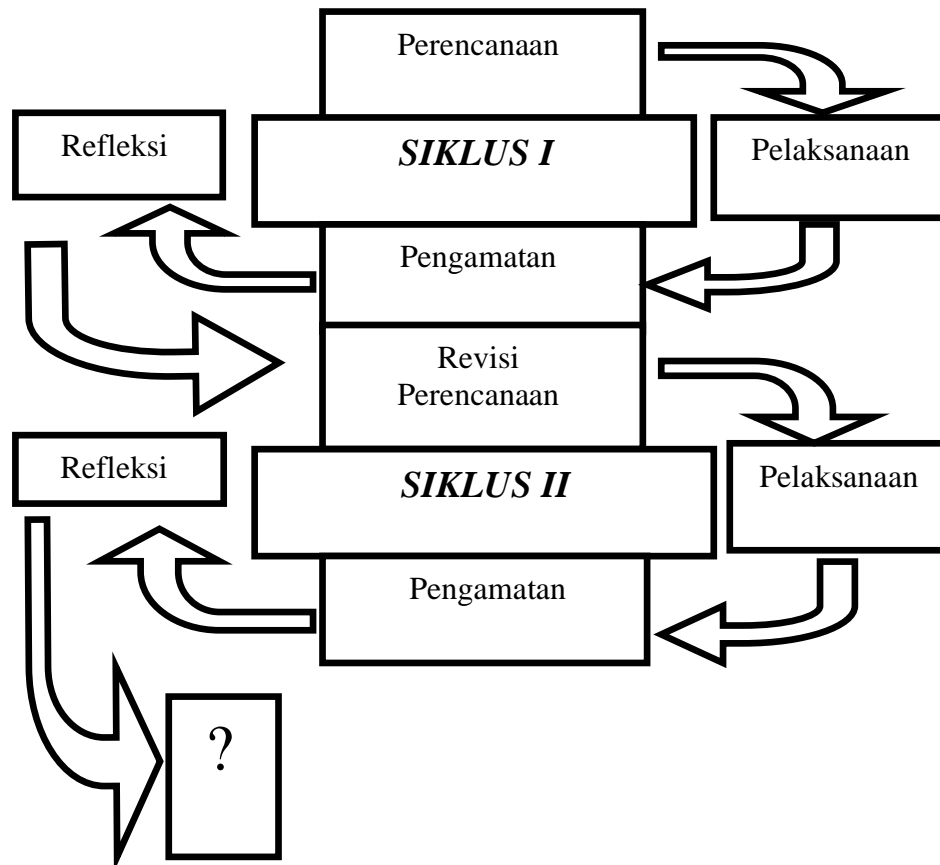 Perencanaan
Refleksi
SIKLUS I
Pelaksanaan
Pengamatan
Revisi
Perencanaan
Refleksi
SIKLUS II
Pelaksanaan
Pengamatan
?